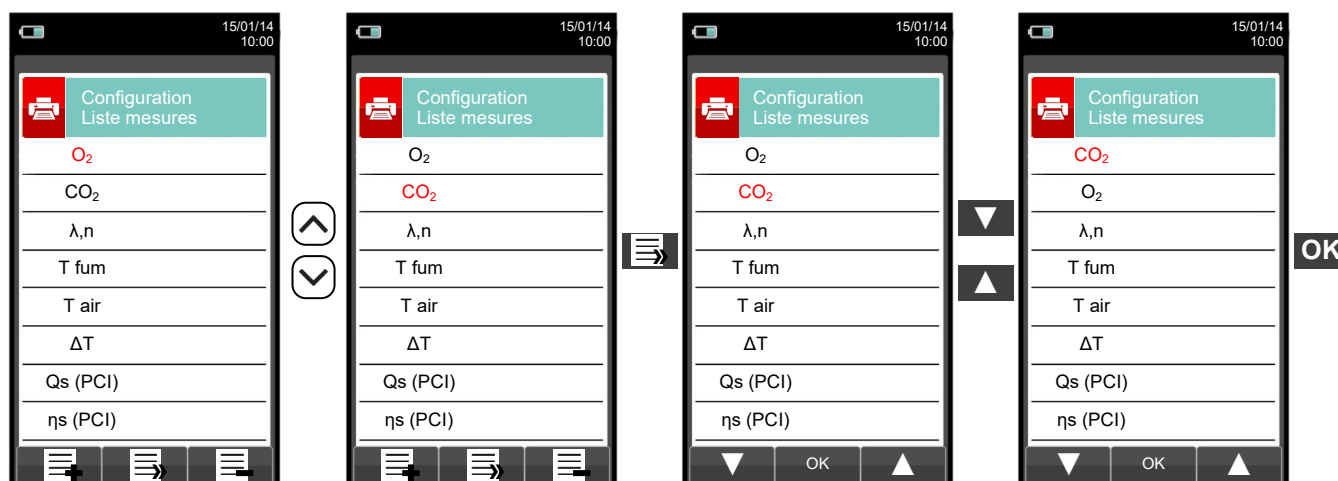 15/01/14
10:00
Configuration
Liste mesures
O₂
CO₂
λ,n
T fum
T air
ΔT
Qs (PCI)
ηs (PCI)
15/01/14
10:00
Configuration
Liste mesures
O₂
CO₂
λ,n
T fum
T air
ΔT
Qs (PCI)
ηs (PCI)
15/01/14
10:00
Configuration
Liste mesures
O₂
CO₂
λ,n
T fum
T air
ΔT
Qs (PCI)
ηs (PCI)
OK
15/01/14
10:00
Configuration
Liste mesures
CO₂
O₂
λ,n
T fum
T air
ΔT
Qs (PCI)
ηs (PCI)
OK
OK